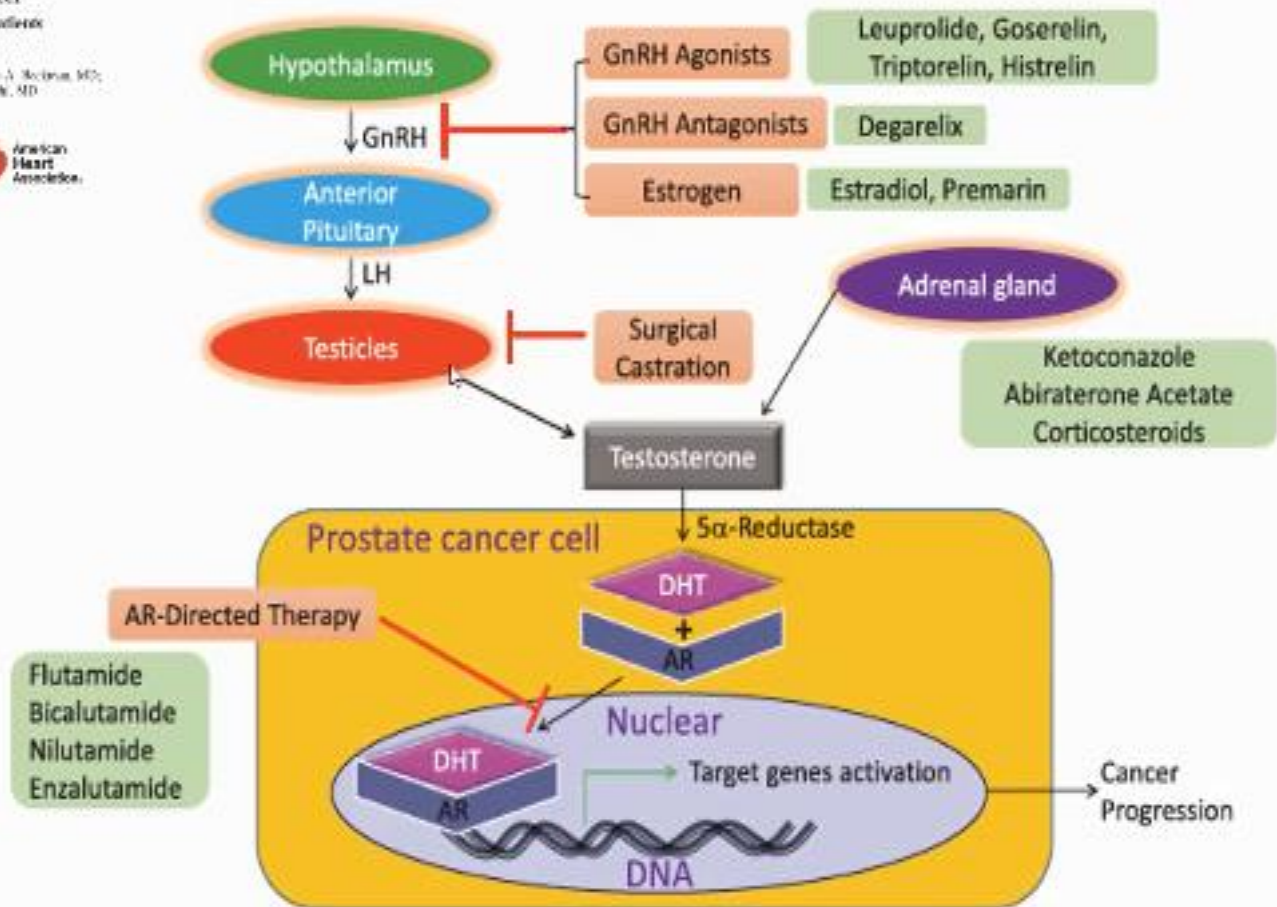 Hypothalamus
GnRH
Anterior
Pituitary
LH
Testicles
GnRH Agonists
Leuprolide, Goserelin,
Triptorelin, Histrelin
GnRH Antagonists
Degarelix
Estrogen
Estradiol, Premarin
Surgical
Castration
Adrenal gland
Ketoconazole
Abiraterone Acetate
Corticosteroids
Testosterone
5α-Reductase
Prostate cancer cell
DHT
+
AR
AR-Directed Therapy
Flutamide
Bicalutamide
Nilutamide
Enzalutamide
Nuclear
DHT
AR
Target genes activation
DNA
Cancer
Progression
MD;
MD
American
Heart
Association.